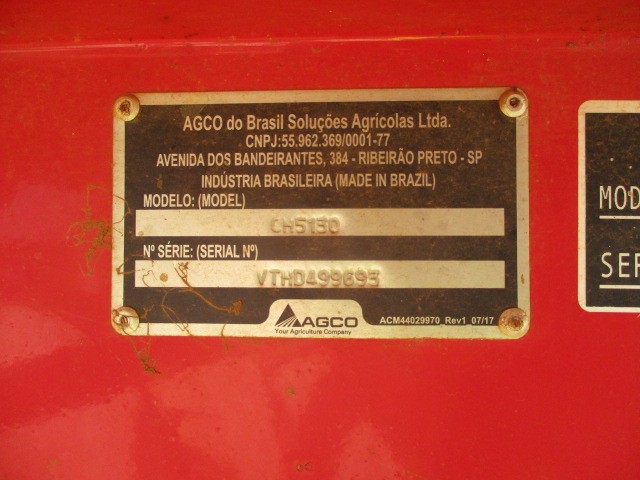 AGCO do Brasil Soluções Agrícolas Ltda.
CNPJ:55.962.369/0001-77
AVENIDA DOS BANDEIRANTES, 384 - RIBEIRÃO PRETO - SP
INDÚSTRIA BRASILEIRA (MADE IN BRAZIL)
MODELO: (MODEL)
CH5130
Nº SÉRIE: (SERIAL Nº)
VTHD499693
AGCO
Your Agriculture Company
ACM44029970_Rev1_07/17
MOD
SER